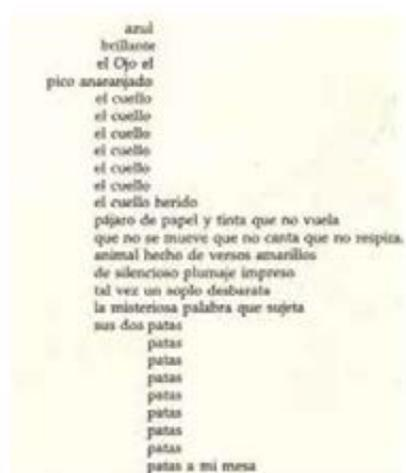 azul
brillante
el Ojo el
pico anaranjado
el cuello
el cuello
el cuello
el cuello
el cuello
el cuello
el cuello herido
pájaro de papel y tinta que no vuela
que no se mueve que no canta que no respira,
animal hecho de versos amarillos
de silencioso plumaje impreso
tal vez un soplo desbarata
la misteriosa palabra que sujeta
sus dos patas
patas
patas
patas
patas
patas
patas
patas
patas a mi mesa